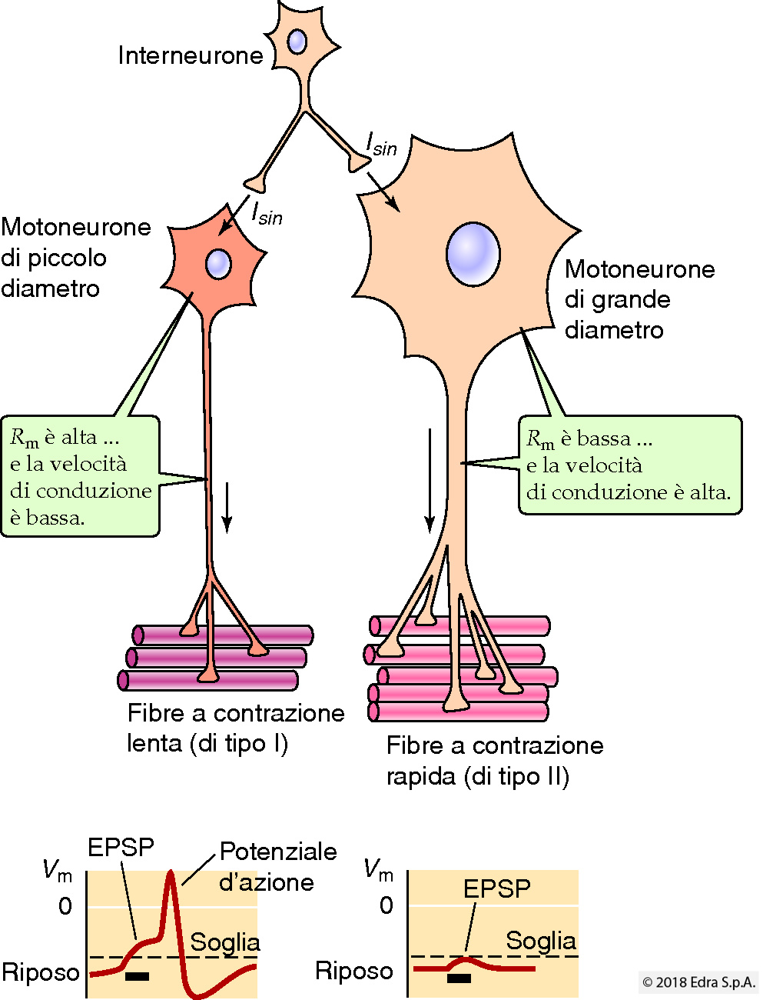 Interneurone
Isin
Isin
Motoneurone
di piccolo
diametro
Motoneurone
di grande
diametro
Rm è alta ...
e la velocità
di conduzione
è bassa.
Rm è bassa ...
e la velocità
di conduzione è alta.
Fibre a contrazione
lenta (di tipo I)
Fibre a contrazione
rapida (di tipo II)
EPSP
Potenziale
d'azione
Vm
0
Soglia
Riposo
Vm
EPSP
0
Soglia
Riposo
© 2018 Edra S.p.A.